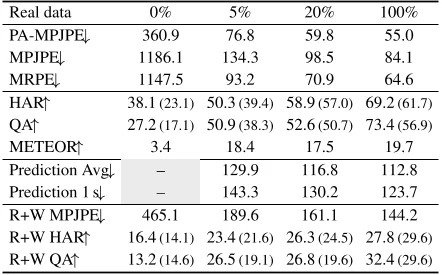 Real data 0% 5% 20% 100%
PA-MPJPE↓ 360.9 76.8 59.8 55.0
MPJPE↓ 1186.1 134.3 98.5 84.1
MRPE↓ 1147.5 93.2 70.9 64.6
HAR↑ 38.1 (23.1) 50.3 (39.4) 58.9 (57.0) 69.2 (61.7)
QA↑ 27.2 (17.1) 50.9 (38.3) 52.6 (50.7) 73.4 (56.9)
METEOR↑ 3.4 18.4 17.5 19.7
Prediction Avg↓ – 129.9 116.8 112.8
Prediction 1 s↓ – 143.3 130.2 123.7
R+W MPJPE↓ 465.1 189.6 161.1 144.2
R+W HAR↑ 16.4 (14.1) 23.4 (21.6) 26.3 (24.5) 27.8 (29.6)
R+W QA↑ 13.2 (14.6) 26.5 (19.1) 26.8 (19.6) 32.4 (29.6)